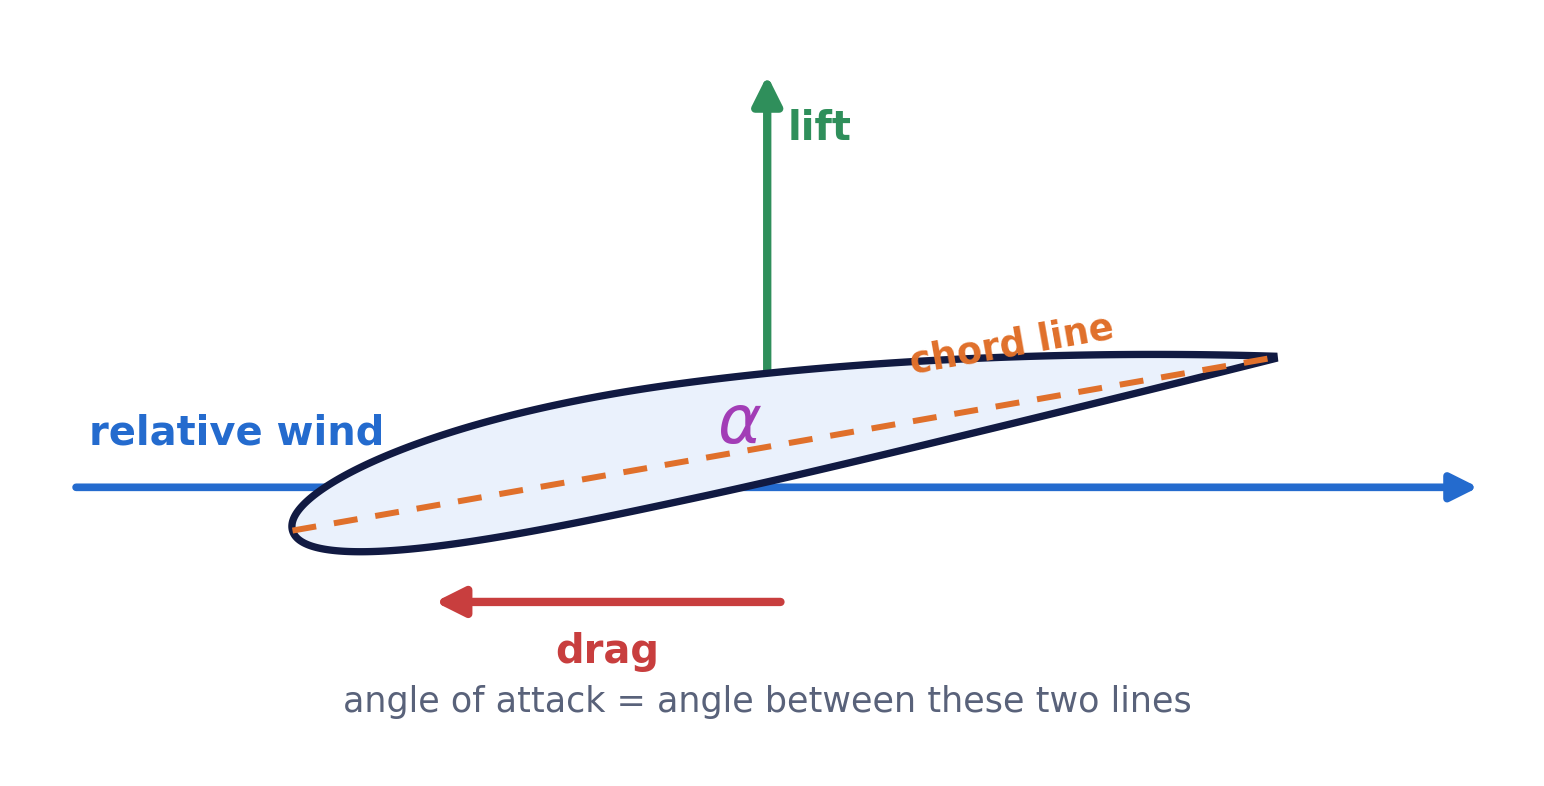 lift
chord line
relative wind
α
drag
angle of attack = angle between these two lines